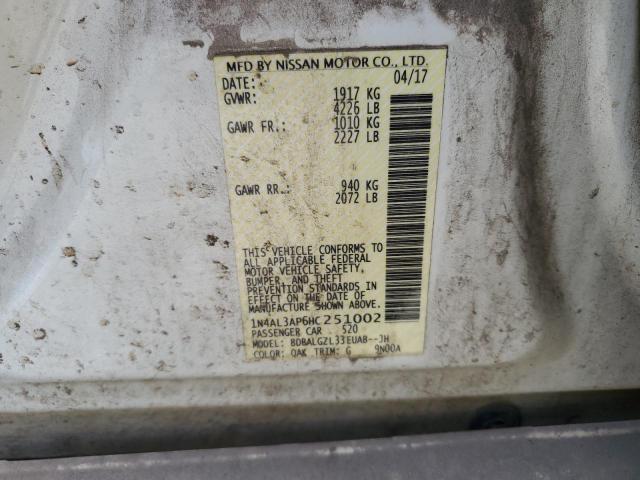 MFD BY NISSAN MOTOR CO., LTD.
DATE: 04/17
GVWR: 1917 KG
4226 LB
GAWR FR.: 1010 KG
2227 LB
GAWR RR.: 940 KG
2072 LB
THIS VEHICLE CONFORMS TO
ALL APPLICABLE FEDERAL
MOTOR VEHICLE SAFETY,
BUMPER, AND THEFT
PREVENTION STANDARDS IN
EFFECT ON THE DATE OF
MANUFACTURE SHOWN ABOVE.
1N4AL3AP6HC251002
PASSENGER CAR 520
MODEL: BDBALGZL33EUAB--JH
COLOR: QAK TRIM: G 9N00A